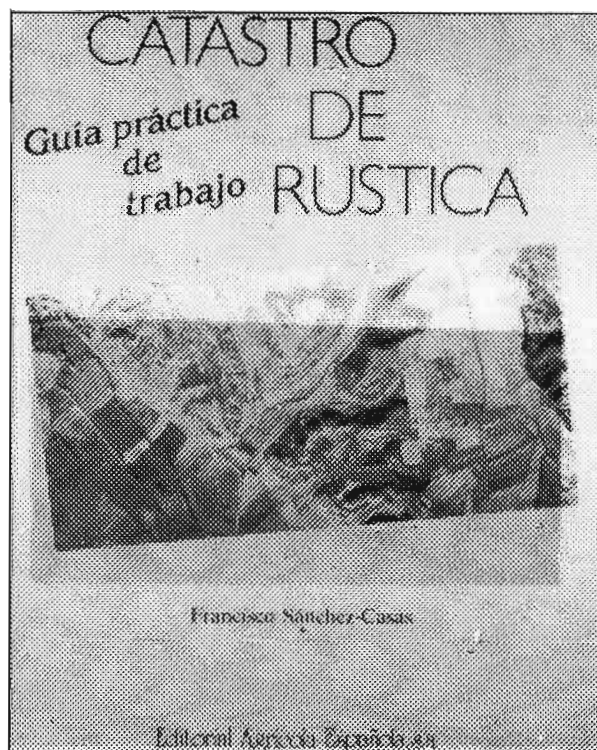 CATASTRO
DE
RUSTICA
Guía práctica
de
trabajo
Francisco Sánchez-Casas
Editorial Agrícola Española, s.a.